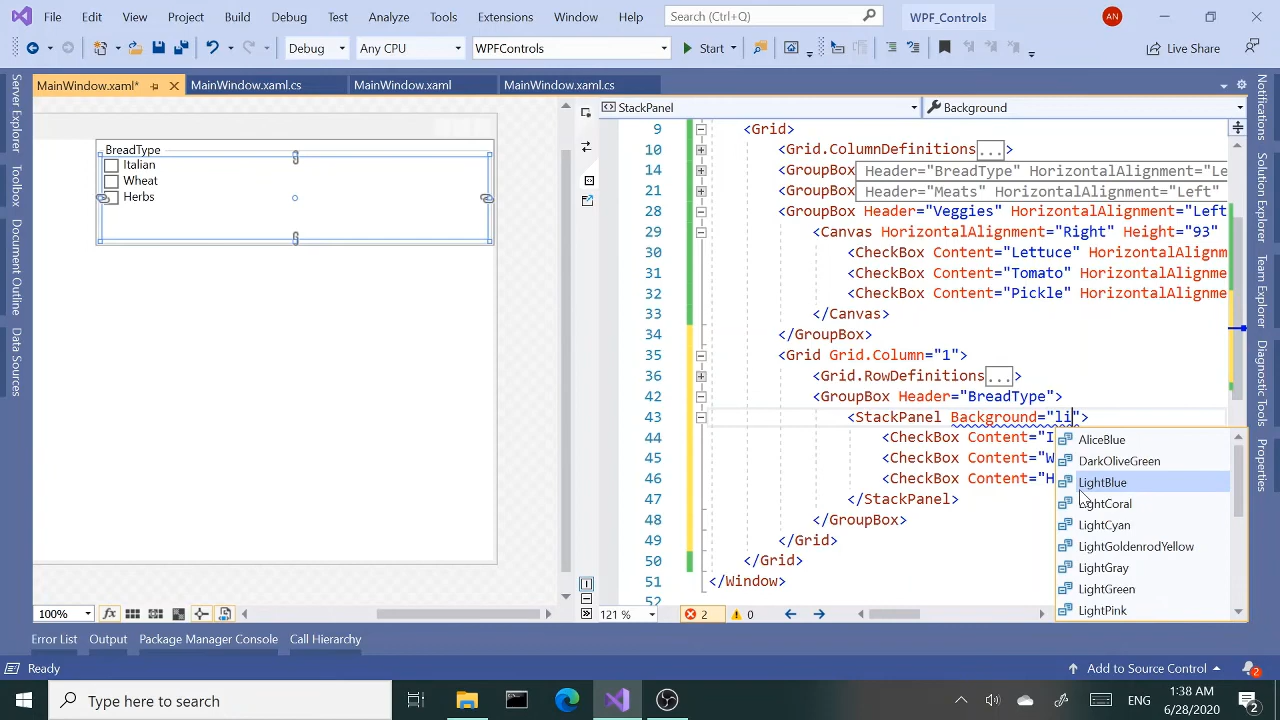 File Edit View Project Build Debug Test Analyze Tools Extensions Window Help Search (Ctrl+Q) WPF_Controls AN
Debug Any CPU WPFControls Start Live Share
MainWindow.xaml* MainWindow.xaml.cs MainWindow.xaml MainWindow.xaml.cs
StackPanel Background
Server Explorer
Toolbox
Document Outline
Data Sources
BreadType
Italian
Wheat
Herbs
9 <Grid>
10 <Grid.ColumnDefinitions...>
14 <GroupBox Header="BreadType" HorizontalAlignment="Le
21 <GroupBox Header="Meats" HorizontalAlignment="Left"
28 <GroupBox Header="Veggies" HorizontalAlignment="Left
29 <Canvas HorizontalAlignment="Right" Height="93"
30 <CheckBox Content="Lettuce" HorizontalAlignm
31 <CheckBox Content="Tomato" HorizontalAlignme
32 <CheckBox Content="Pickle" HorizontalAlignme
33 </Canvas>
34 </GroupBox>
35 <Grid Grid.Column="1">
36 <Grid.RowDefinitions...>
42 <GroupBox Header="BreadType">
43 <StackPanel Background="li">
44 <CheckBox Content="I
45 <CheckBox Content="W
46 <CheckBox Content="H
47 </StackPanel>
48 </GroupBox>
49 </Grid>
50 </Grid>
51 </Window>
52
AliceBlue
DarkOliveGreen
LightBlue
LightCoral
LightCyan
LightGoldenrodYellow
LightGray
LightGreen
LightPink
Notifications
Team Explorer
Diagnostic Tools
Properties
100% fx 121 % 2 0
Error List Output Package Manager Console Call Hierarchy
Ready Add to Source Control 2
Type here to search ENG 1:38 AM
6/28/2020 2